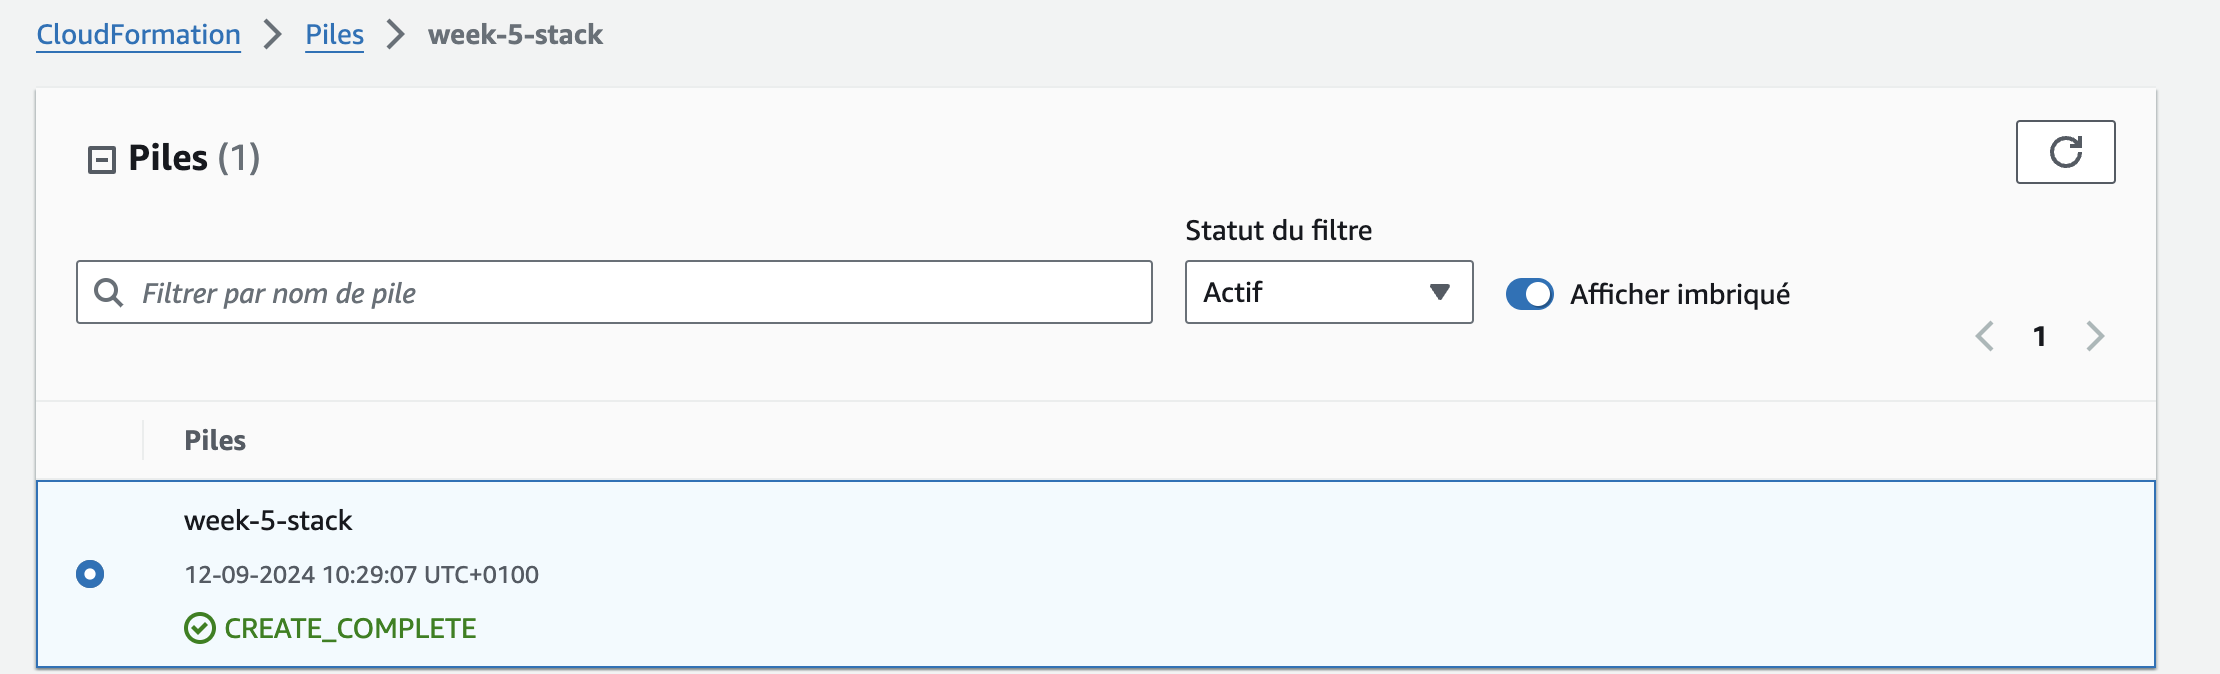 CloudFormation > Piles > week-5-stack
Piles (1)
Statut du filtre
Filtrer par nom de pile
Actif
Afficher imbriqué
1
Piles
week-5-stack
12-09-2024 10:29:07 UTC+0100
CREATE_COMPLETE